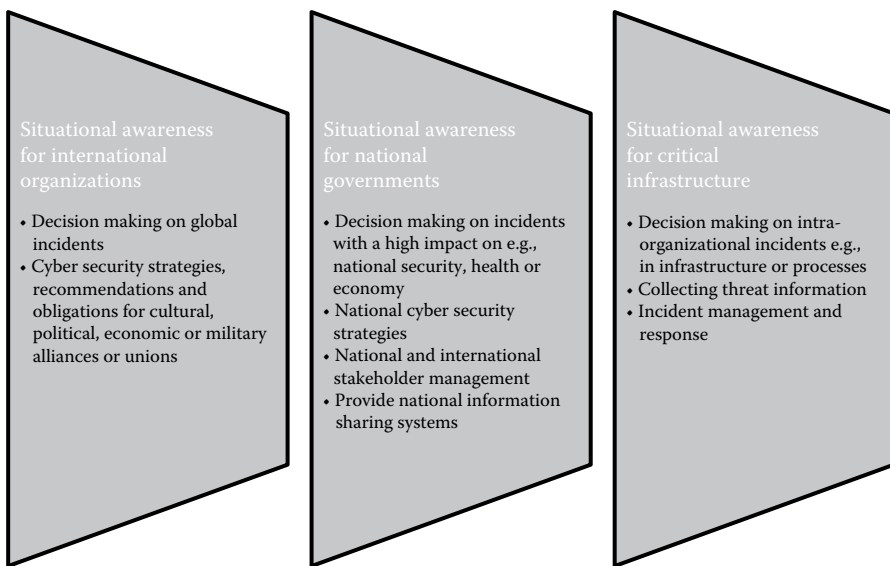 Situational awareness
for international
organizations
• Decision making on global
incidents
• Cyber security strategies,
recommendations and
obligations for cultural,
political, economic or military
alliances or unions
Situational awareness
for national
governments
• Decision making on incidents
with a high impact on e.g.,
national security, health or
economy
• National cyber security
strategies
• National and international
stakeholder management
• Provide national information
sharing systems
Situational awareness
for critical
infrastructure
• Decision making on intra-
organizational incidents e.g.,
in infrastructure or processes
• Collecting threat information
• Incident management and
response